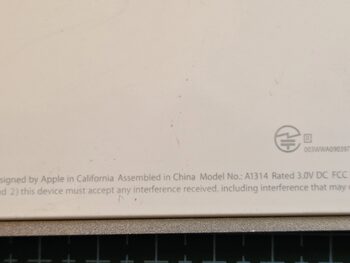 003WWA090397
signed by Apple in California Assembled in China Model No.: A1314 Rated 3.0V DC FCC
d 2) this device must accept any interference received, including interference that may